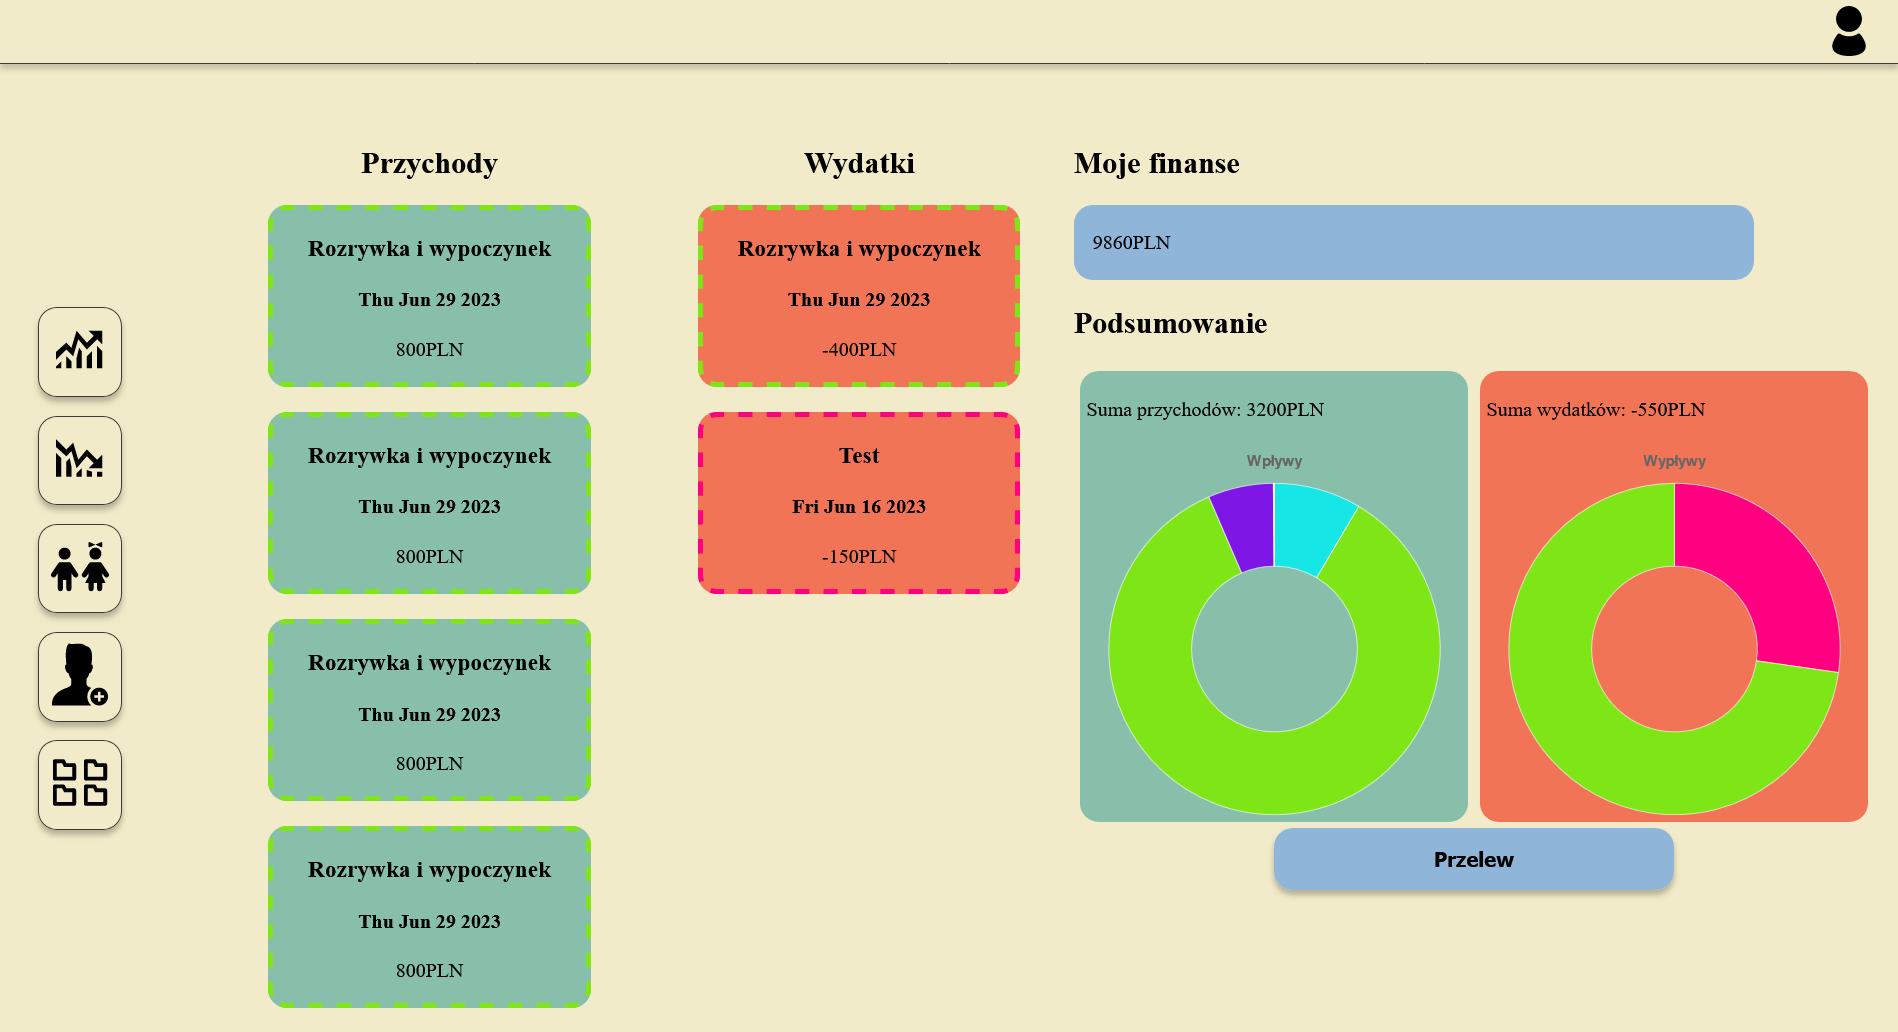 Przychody
Rozrywka i wypoczynek
Thu Jun 29 2023
800PLN
Rozrywka i wypoczynek
Thu Jun 29 2023
800PLN
Rozrywka i wypoczynek
Thu Jun 29 2023
800PLN
Rozrywka i wypoczynek
Thu Jun 29 2023
800PLN
Wydatki
Rozrywka i wypoczynek
Thu Jun 29 2023
-400PLN
Test
Fri Jun 16 2023
-150PLN
Moje finanse
9860PLN
Podsumowanie
Suma przychodów: 3200PLN
Wpływy
Suma wydatków: -550PLN
Wypływy
Przelew